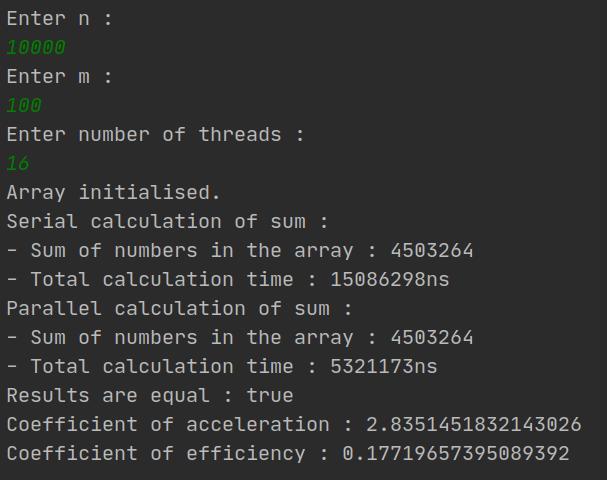 Enter n :
10000
Enter m :
100
Enter number of threads :
16
Array initialised.
Serial calculation of sum :
- Sum of numbers in the array : 4503264
- Total calculation time : 15086298ns
Parallel calculation of sum :
- Sum of numbers in the array : 4503264
- Total calculation time : 5321173ns
Results are equal : true
Coefficient of acceleration : 2.8351451832143026
Coefficient of efficiency : 0.17719657395089392